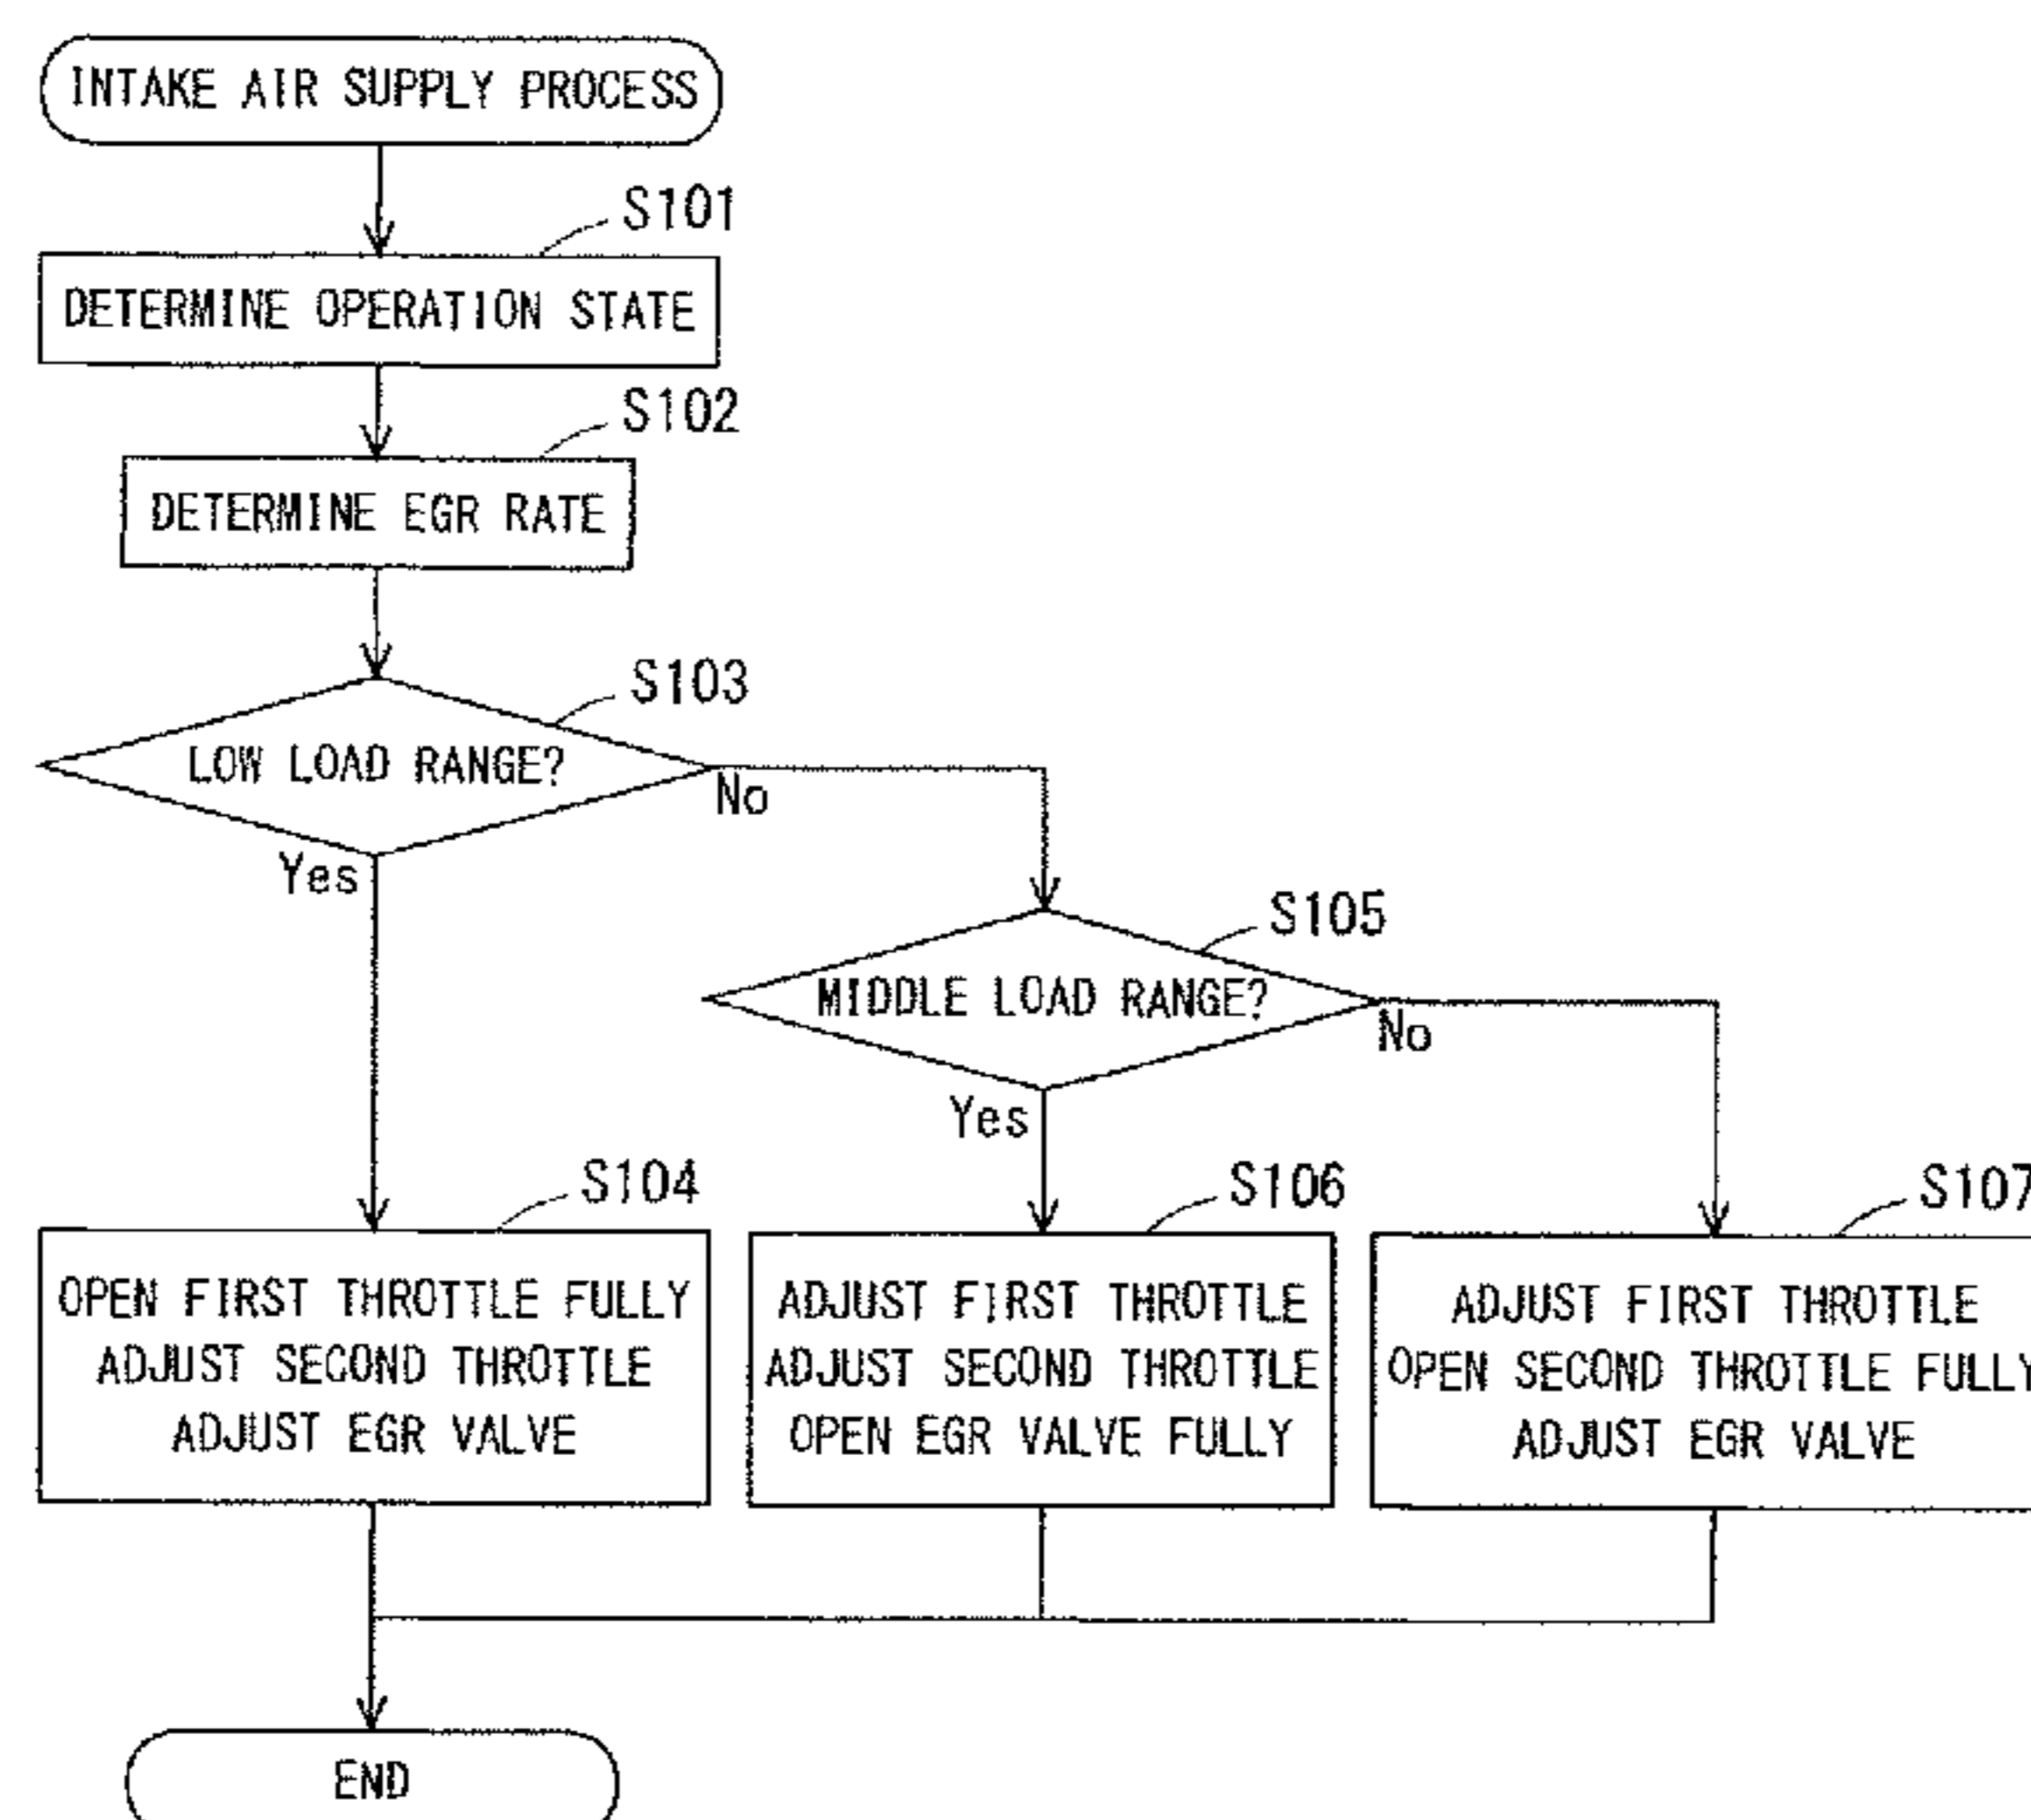 INTAKE AIR SUPPLY PROCESS
S101
DETERMINE OPERATION STATE
S102
DETERMINE EGR RATE
S103
LOW LOAD RANGE?
No
Yes
S105
MIDDLE LOAD RANGE?
No
Yes
S104
OPEN FIRST THROTTLE FULLY
ADJUST SECOND THROTTLE
ADJUST EGR VALVE
S106
ADJUST FIRST THROTTLE
ADJUST SECOND THROTTLE
OPEN EGR VALVE FULLY
S107
ADJUST FIRST THROTTLE
OPEN SECOND THROTTLE FULLY
ADJUST EGR VALVE
END